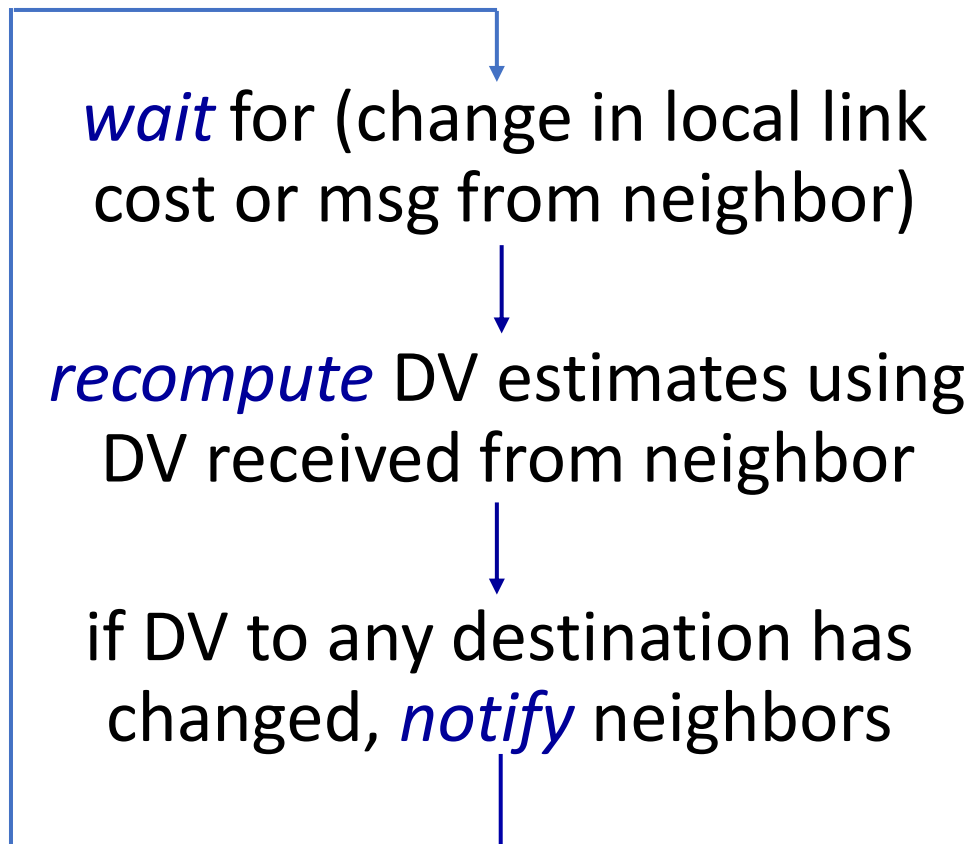 wait for (change in local link
cost or msg from neighbor)
recompute DV estimates using
DV received from neighbor
if DV to any destination has
changed, notify neighbors